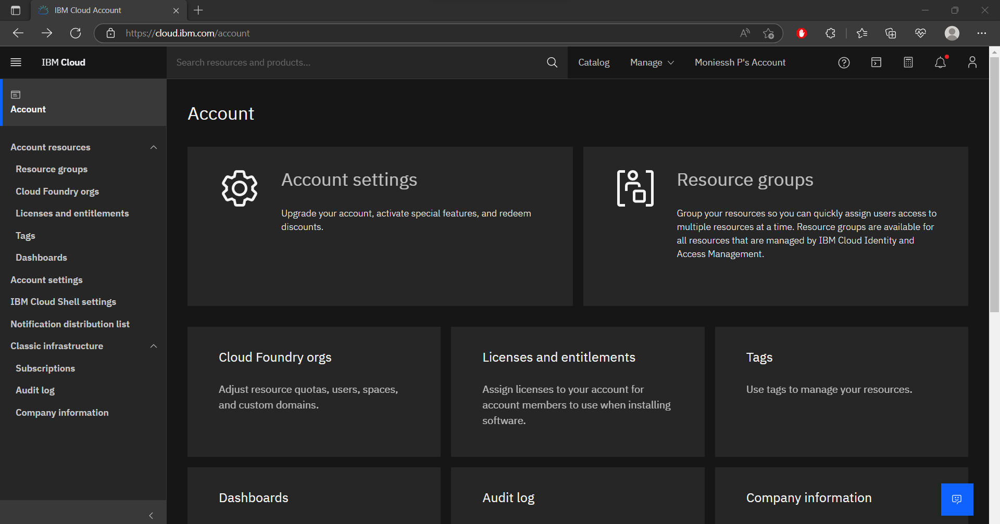 IBM Cloud Account
https://cloud.ibm.com/account
IBM Cloud
Search resources and products...
Catalog
Manage
Moniessh P's Account
Account
Account resources
Resource groups
Cloud Foundry orgs
Licenses and entitlements
Tags
Dashboards
Account settings
IBM Cloud Shell settings
Notification distribution list
Classic infrastructure
Subscriptions
Audit log
Company information
Account
Account settings
Upgrade your account, activate special features, and redeem
discounts.
Resource groups
Group your resources so you can quickly assign users access to
multiple resources at a time. Resource groups are available for
all resources that are managed by IBM Cloud Identity and
Access Management.
Cloud Foundry orgs
Adjust resource quotas, users, spaces,
and custom domains.
Licenses and entitlements
Assign licenses to your account for
account members to use when installing
software.
Tags
Use tags to manage your resources.
Dashboards
Audit log
Company information